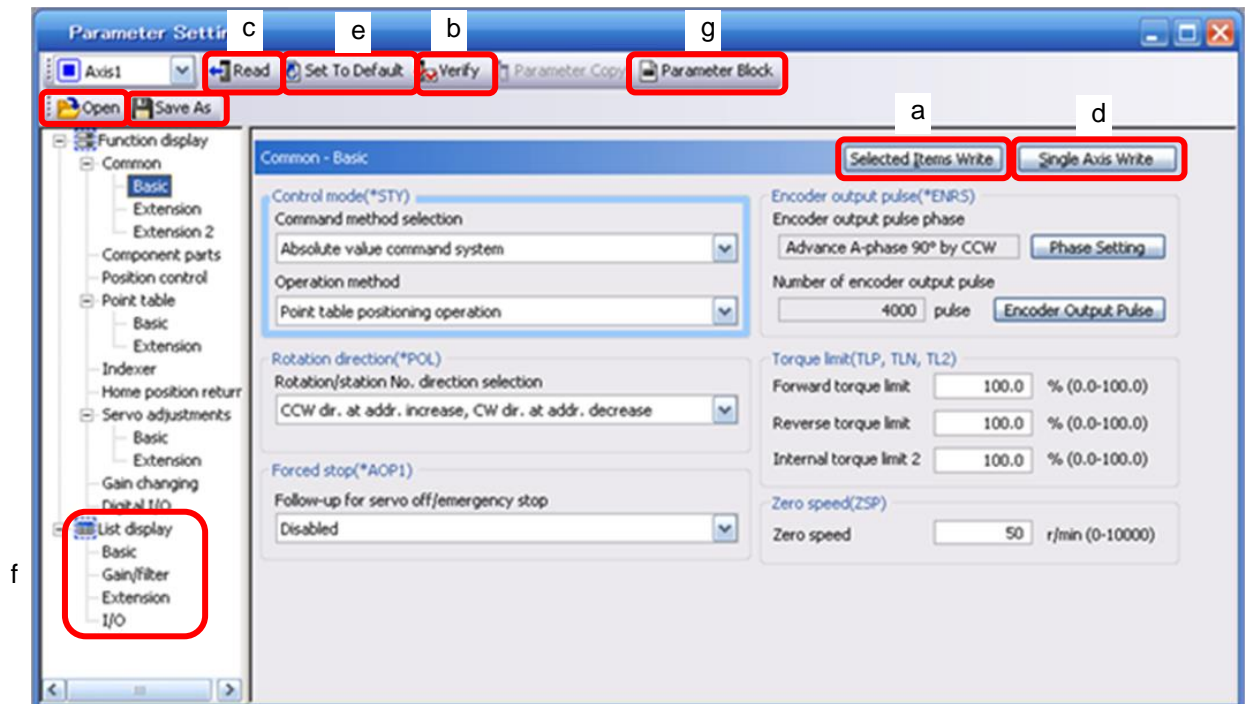 Parameter Settin
c
e
b
g
Axis1
Read
Set To Default
Verify
Parameter Copy
Parameter Block
Open
Save As
a
d
Function display
Common
Basic
Extension
Extension 2
Component parts
Position control
Point table
Basic
Extension
Indexer
Home position returr
Servo adjustments
Basic
Extension
Gain changing
Digital I/O
f
List display
Basic
Gain/filter
Extension
I/O
Common - Basic
Selected Items Write
Single Axis Write
Control mode(*STY)
Command method selection
Absolute value command system
Operation method
Point table positioning operation
Rotation direction(*POL)
Rotation/station No. direction selection
CCW dir. at addr. increase, CW dir. at addr. decrease
Forced stop(*AOP1)
Follow-up for servo off/emergency stop
Disabled
Encoder output pulse(*ENRS)
Encoder output pulse phase
Advance A-phase 90° by CCW
Phase Setting
Number of encoder output pulse
4000 pulse
Encoder Output Pulse
Torque limit(TLP, TLN, TL2)
Forward torque limit 100.0 % (0.0-100.0)
Reverse torque limit 100.0 % (0.0-100.0)
Internal torque limit 2 100.0 % (0.0-100.0)
Zero speed(ZSP)
Zero speed 50 r/min (0-10000)